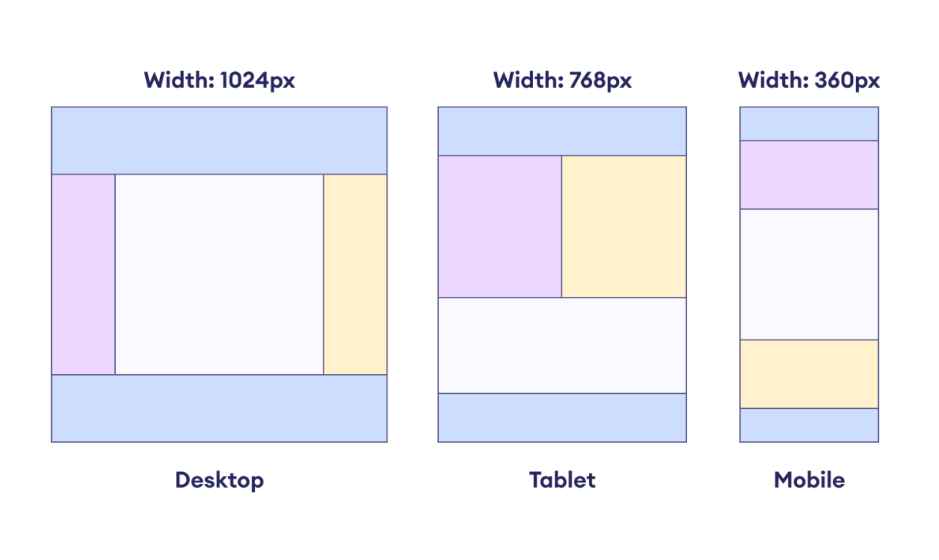 Width: 1024px
Width: 768px
Width: 360px
Desktop
Tablet
Mobile